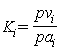 Kᵢ = pvᵢ / paᵢ